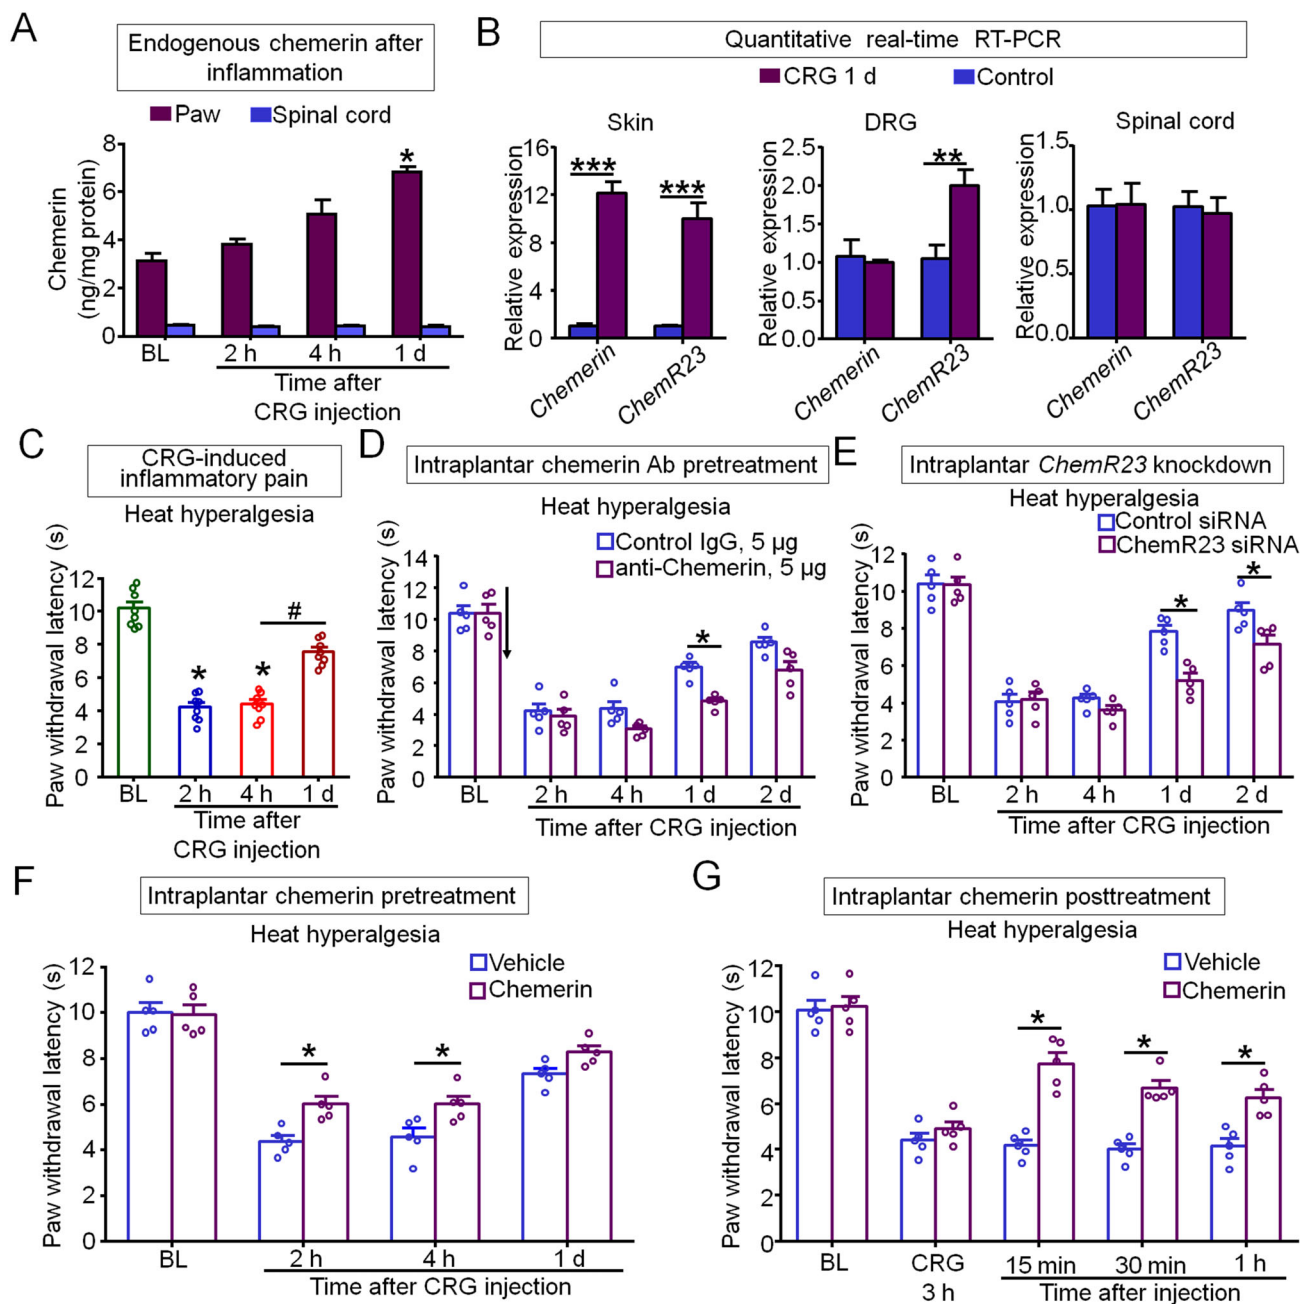 A
Endogenous chemerin after
inflammation
Paw
Spinal cord
Chemerin
(ng/mg protein)
8
6
4
2
0
*
BL
2 h
4 h
1 d
Time after
CRG injection
B
Quantitative real-time RT-PCR
CRG 1 d
Control
Skin
Relative expression
16
12
8
4
0
***
***
Chemerin
ChemR23
DRG
Relative expression
2.5
2.0
1.5
1.0
0.5
0.0
**
Chemerin
ChemR23
Spinal cord
Relative expression
1.5
1.0
0.5
0.0
Chemerin
ChemR23
C
CRG-induced
inflammatory pain
Heat hyperalgesia
Paw withdrawal latency (s)
12
10
8
6
4
2
0
*
*
#
BL
2 h
4 h
1 d
Time after
CRG injection
D
Intraplantar chemerin Ab pretreatment
Heat hyperalgesia
Control IgG, 5 µg
anti-Chemerin, 5 µg
Paw withdrawal latency (s)
14
12
10
8
6
4
2
0
*
BL
2 h
4 h
1 d
2 d
Time after CRG injection
E
Intraplantar ChemR23 knockdown
Heat hyperalgesia
Control siRNA
ChemR23 siRNA
Paw withdrawal latency (s)
12
10
8
6
4
2
0
*
*
BL
2 h
4 h
1 d
2 d
Time after CRG injection
F
Intraplantar chemerin pretreatment
Heat hyperalgesia
Vehicle
Chemerin
Paw withdrawal latency (s)
12
10
8
6
4
2
0
*
*
BL
2 h
4 h
1 d
Time after CRG injection
G
Intraplantar chemerin posttreatment
Heat hyperalgesia
Vehicle
Chemerin
Paw withdrawal latency (s)
12
10
8
6
4
2
0
*
*
*
BL
CRG
3 h
15 min
30 min
1 h
Time after injection